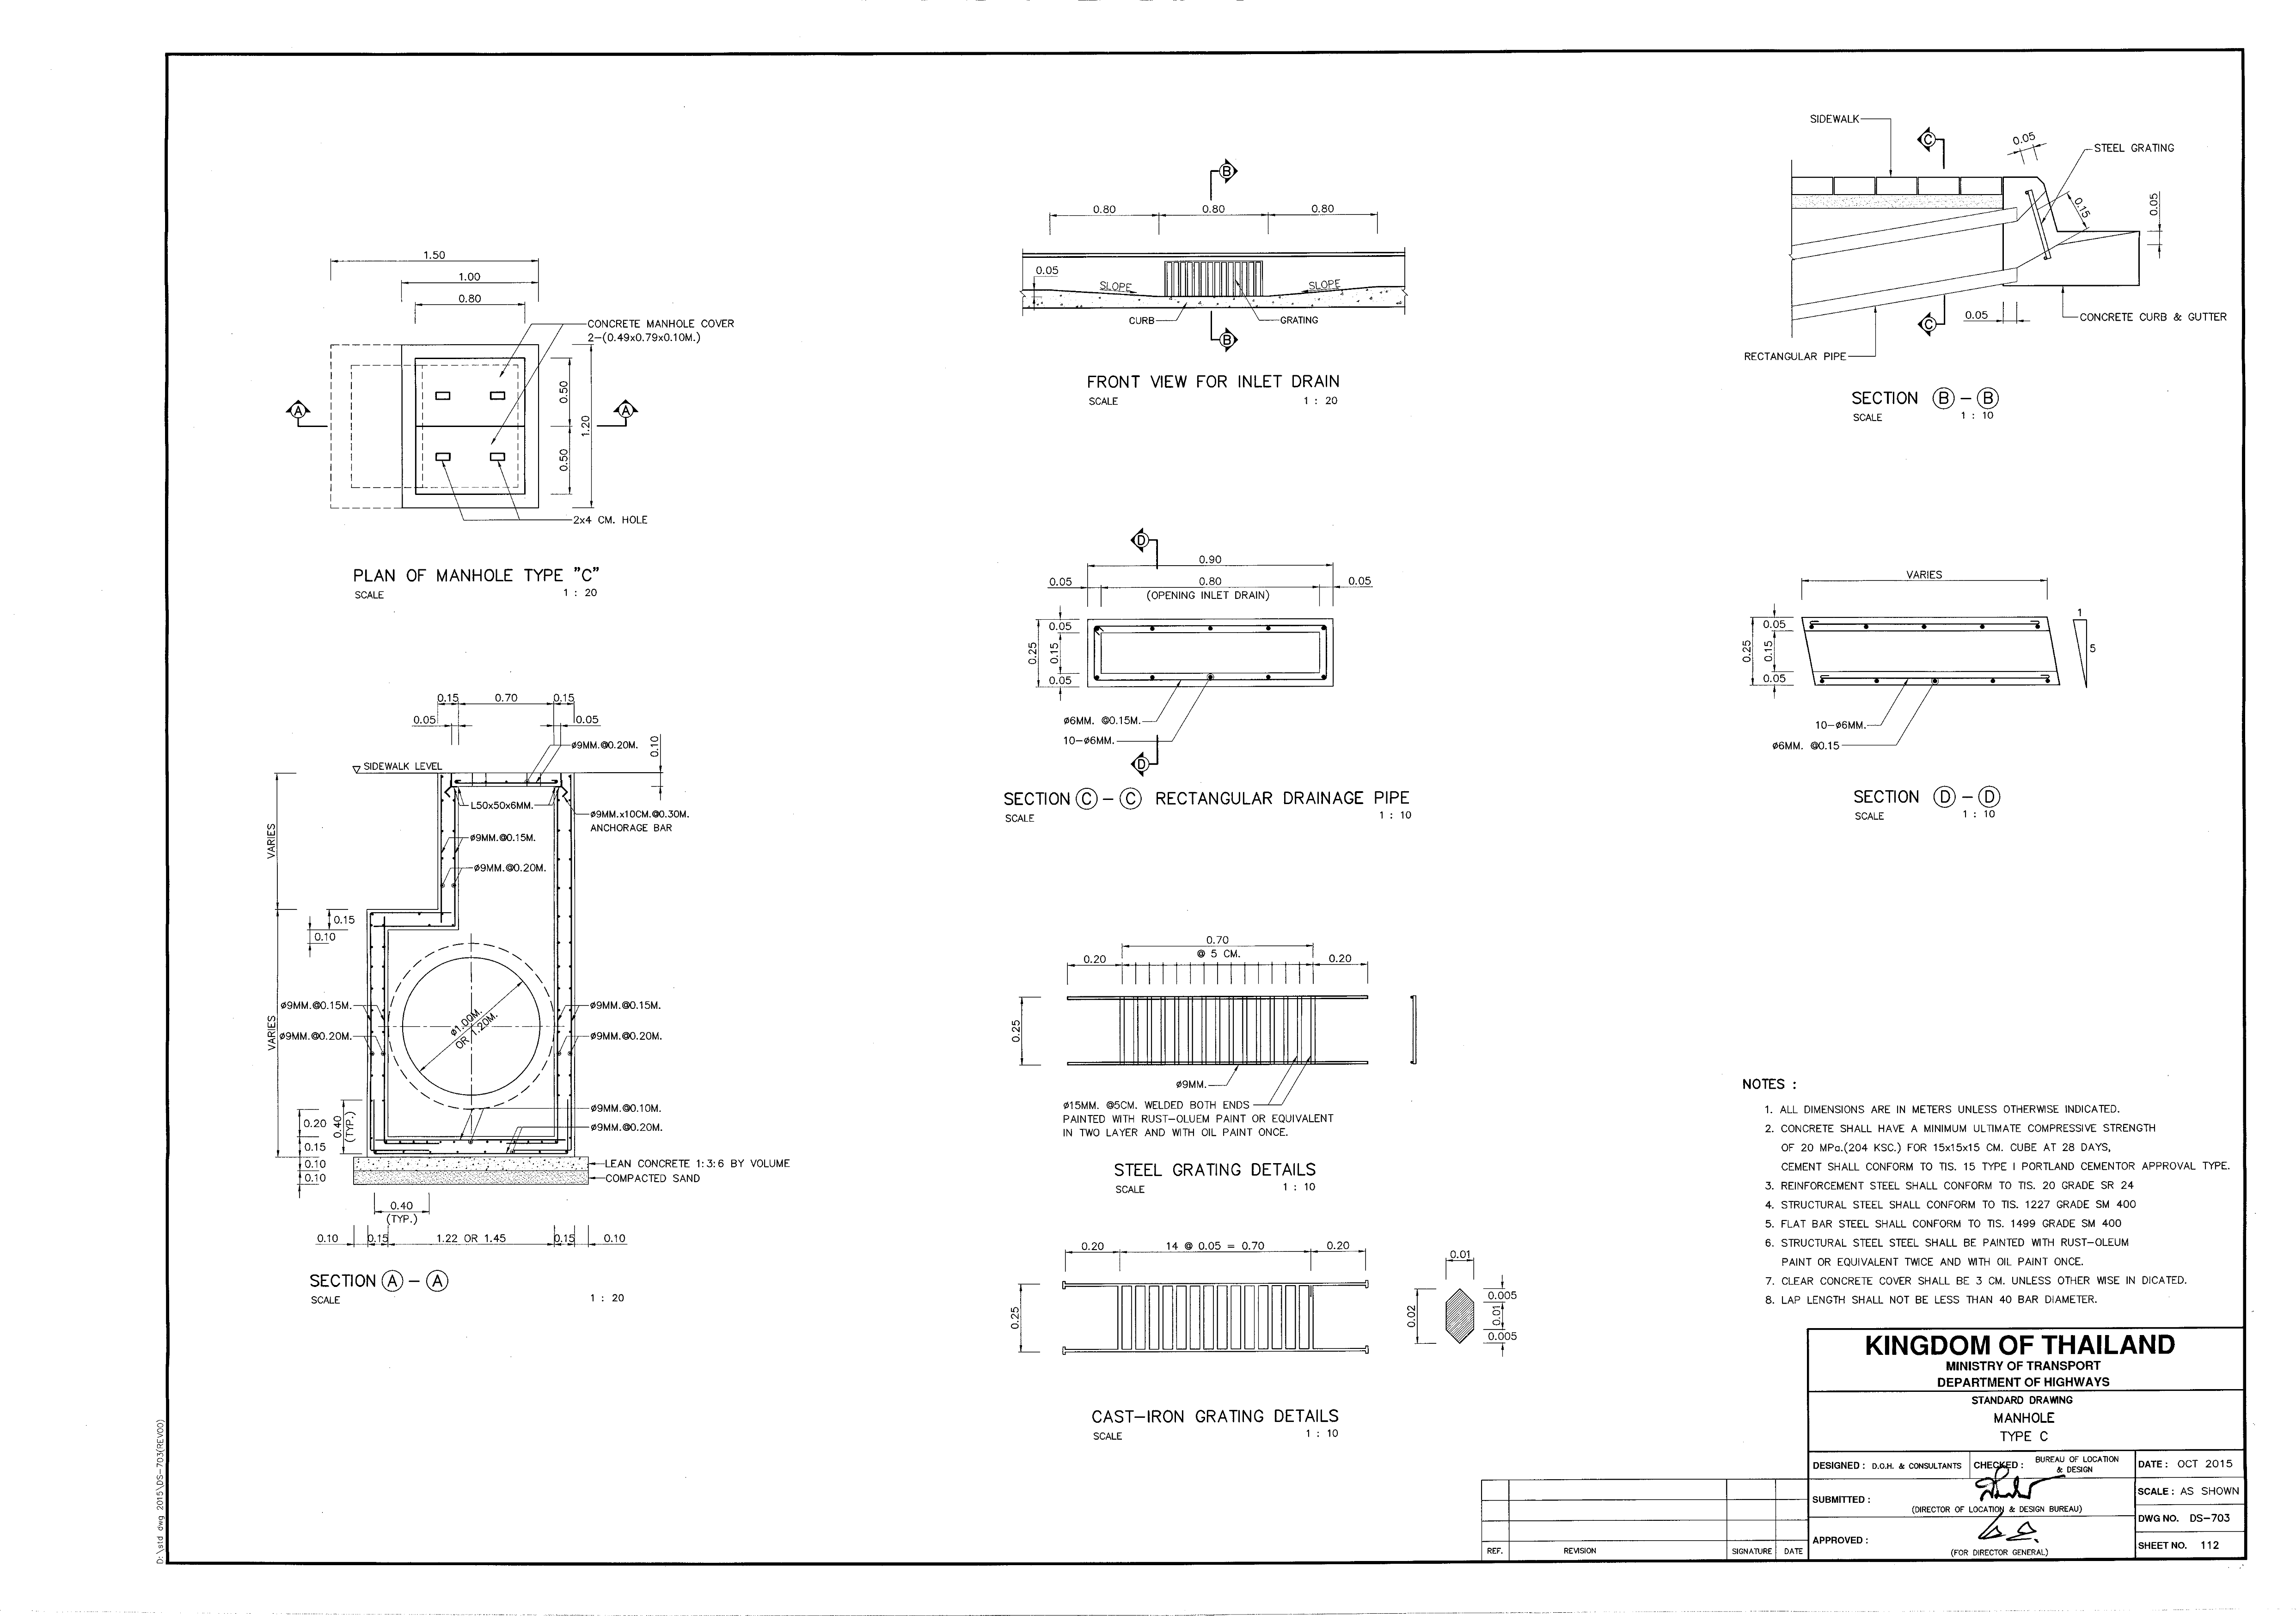 1.50
1.00
0.80
CONCRETE MANHOLE COVER
2-(0.49x0.79x0.10M.)
0.50
1.20
0.50
A
A
2x4 CM. HOLE
PLAN OF MANHOLE TYPE "C"
SCALE 1 : 20
0.15 0.70 0.15
0.05 0.05
ø9MM.@0.20M.
0.10
SIDEWALK LEVEL
L50x50x6MM.
ø9MM.x10CM.@0.30M.
ANCHORAGE BAR
ø9MM.@0.15M.
ø9MM.@0.20M.
VARIES
0.15
0.10
ø9MM.@0.15M.
ø9MM.@0.20M.
VARIES
ø1.00M.
OR 1.20M.
ø9MM.@0.15M.
ø9MM.@0.20M.
ø9MM.@0.10M.
ø9MM.@0.20M.
0.20
0.40
(TYP.)
0.15
0.10
0.10
LEAN CONCRETE 1:3:6 BY VOLUME
COMPACTED SAND
0.40
(TYP.)
0.10 0.15 1.22 OR 1.45 0.15 0.10
SECTION A - A
SCALE 1 : 20
B
0.80 0.80 0.80
0.05
SLOPE SLOPE
CURB GRATING
B
FRONT VIEW FOR INLET DRAIN
SCALE 1 : 20
D
0.90
0.05 0.80 0.05
(OPENING INLET DRAIN)
0.25
0.05
0.15
0.05
ø6MM. @0.15M.
10-ø6MM.
D
SECTION C - C RECTANGULAR DRAINAGE PIPE
SCALE 1 : 10
0.70
@ 5 CM.
0.20 0.20
0.25
ø9MM.
ø15MM. @5CM. WELDED BOTH ENDS
PAINTED WITH RUST-OLUEM PAINT OR EQUIVALENT
IN TWO LAYER AND WITH OIL PAINT ONCE.
STEEL GRATING DETAILS
SCALE 1 : 10
0.20 14 @ 0.05 = 0.70 0.20
0.25
0.01
0.02
0.005
0.01
0.005
CAST-IRON GRATING DETAILS
SCALE 1 : 10
SIDEWALK
C
0.05
STEEL GRATING
0.15
0.05
0.05
C
CONCRETE CURB & GUTTER
RECTANGULAR PIPE
SECTION B - B
SCALE 1 : 10
VARIES
0.25
0.05
0.15
0.05
1
5
10-ø6MM.
ø6MM. @0.15
SECTION D - D
SCALE 1 : 10
NOTES :
1. ALL DIMENSIONS ARE IN METERS UNLESS OTHERWISE INDICATED.
2. CONCRETE SHALL HAVE A MINIMUM ULTIMATE COMPRESSIVE STRENGTH
OF 20 MPa.(204 KSC.) FOR 15x15x15 CM. CUBE AT 28 DAYS,
CEMENT SHALL CONFORM TO TIS. 15 TYPE I PORTLAND CEMENTOR APPROVAL TYPE.
3. REINFORCEMENT STEEL SHALL CONFORM TO TIS. 20 GRADE SR 24
4. STRUCTURAL STEEL SHALL CONFORM TO TIS. 1227 GRADE SM 400
5. FLAT BAR STEEL SHALL CONFORM TO TIS. 1499 GRADE SM 400
6. STRUCTURAL STEEL STEEL SHALL BE PAINTED WITH RUST-OLEUM
PAINT OR EQUIVALENT TWICE AND WITH OIL PAINT ONCE.
7. CLEAR CONCRETE COVER SHALL BE 3 CM. UNLESS OTHER WISE IN DICATED.
8. LAP LENGTH SHALL NOT BE LESS THAN 40 BAR DIAMETER.
KINGDOM OF THAILAND
MINISTRY OF TRANSPORT
DEPARTMENT OF HIGHWAYS
STANDARD DRAWING
MANHOLE
TYPE C
DESIGNED : D.O.H. & CONSULTANTS
CHECKED : BUREAU OF LOCATION
& DESIGN
DATE : OCT 2015
SUBMITTED :
(DIRECTOR OF LOCATION & DESIGN BUREAU)
SCALE : AS SHOWN
DWG NO. DS-703
APPROVED :
(FOR DIRECTOR GENERAL)
SHEET NO. 112
REF. REVISION SIGNATURE DATE
D: \std dwg 2015\DS-703(REV00)